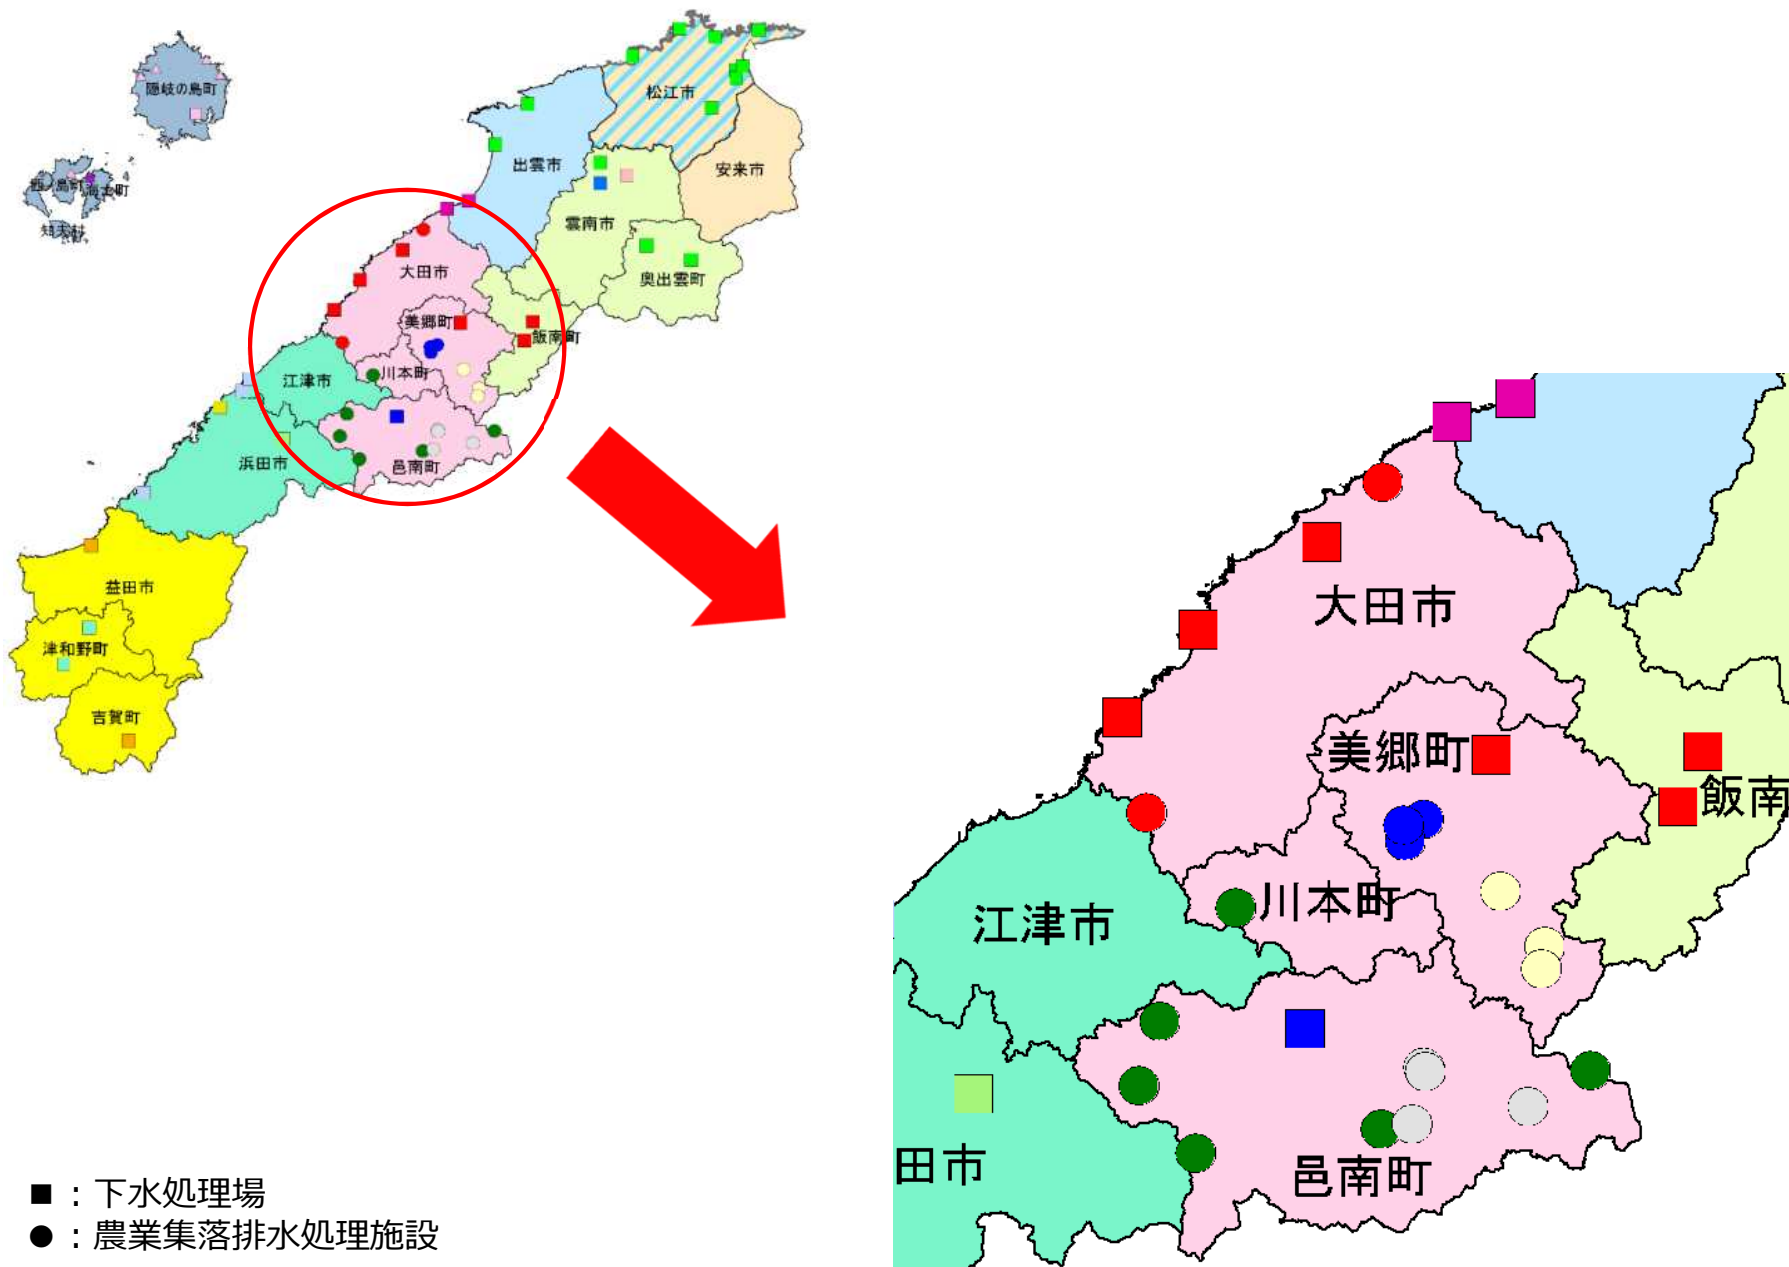 隠岐の島町
西ノ島町
海士町
知夫村
松江市
安来市
出雲市
雲南市
奥出雲町
大田市
美郷町
飯南町
川本町
江津市
浜田市
邑南町
益田市
津和野町
吉賀町
大田市
美郷町
飯南
川本町
江津市
田市
邑南町
■：下水処理場
●：農業集落排水処理施設